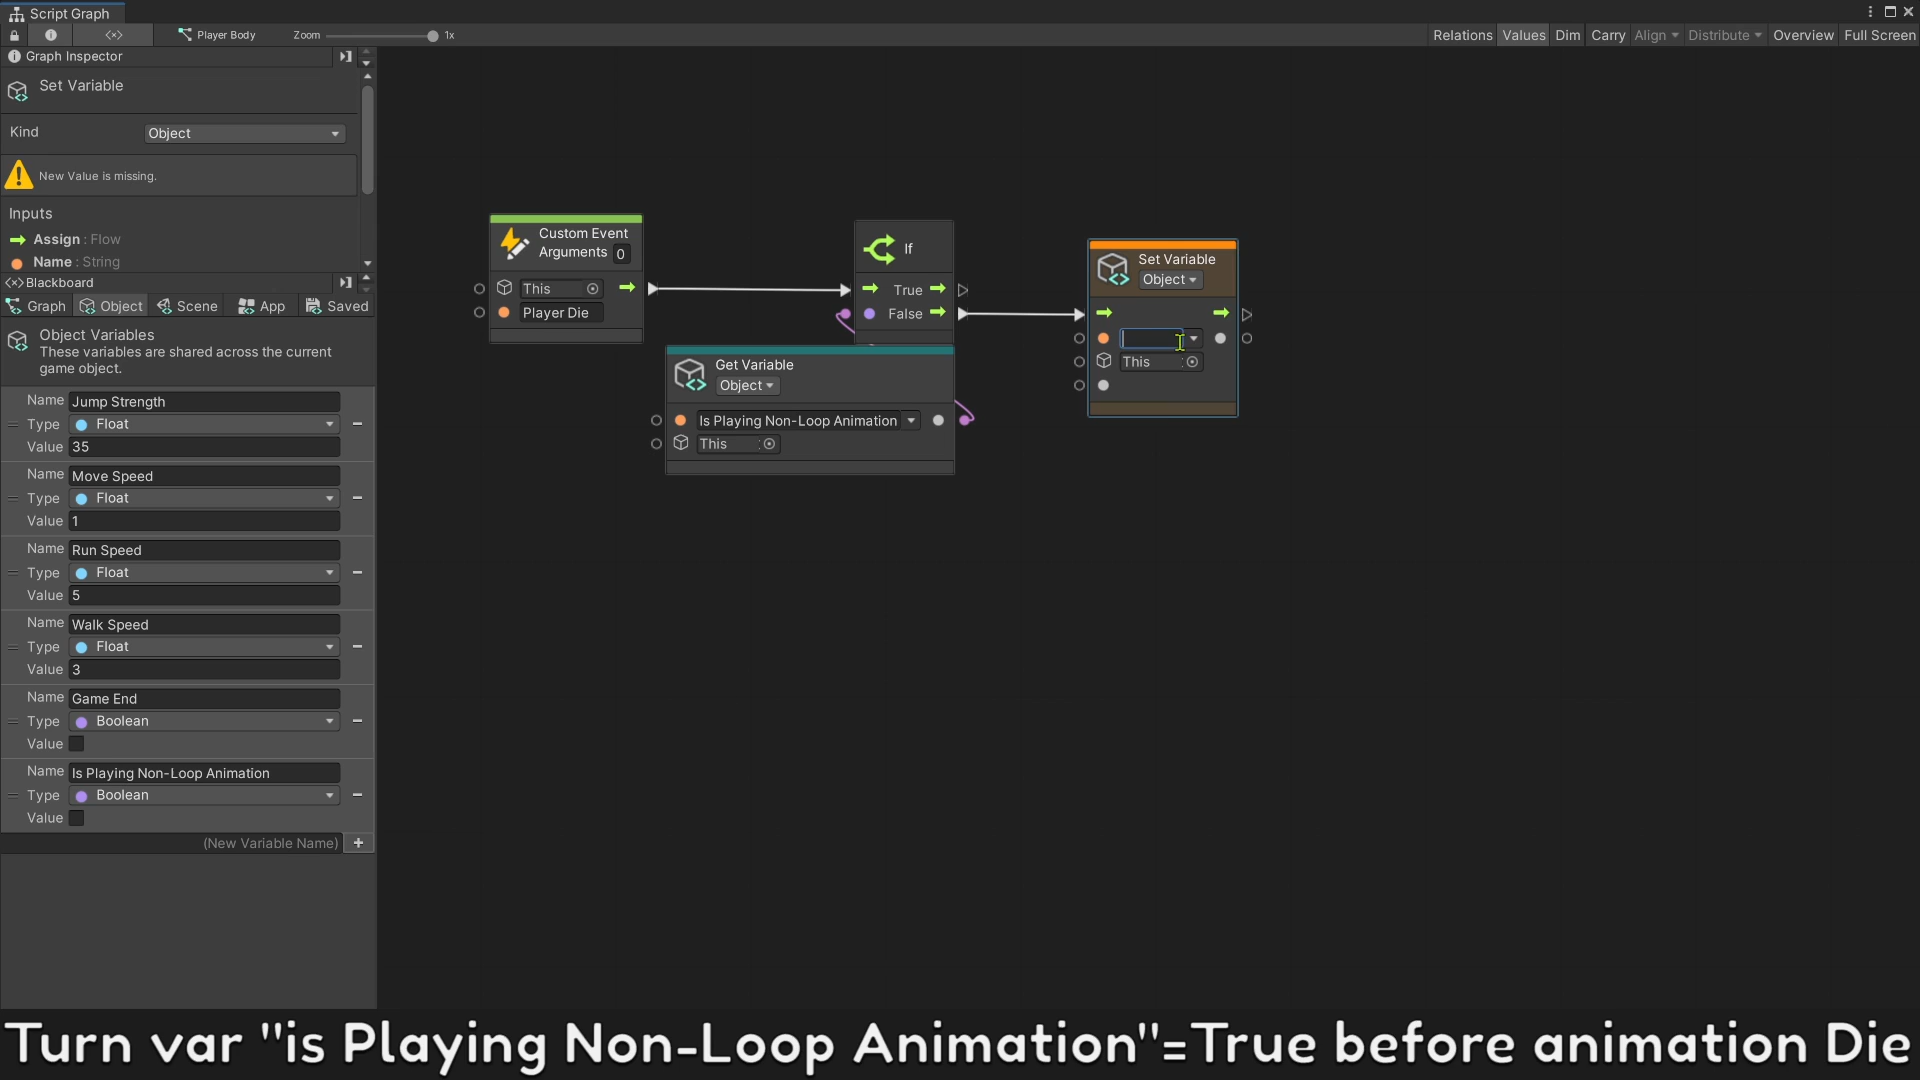 Script Graph
Player Body Zoom 1x Relations Values Dim Carry Align Distribute Overview Full Screen
Graph Inspector
Set Variable
Kind Object
New Value is missing.
Inputs
Assign : Flow
Name : String
Blackboard
Graph Object Scene App Saved
Object Variables
These variables are shared across the current
game object.
Name Jump Strength
Type Float
Value 35
Name Move Speed
Type Float
Value 1
Name Run Speed
Type Float
Value 5
Name Walk Speed
Type Float
Value 3
Name Game End
Type Boolean
Value
Name Is Playing Non-Loop Animation
Type Boolean
Value
(New Variable Name)
Custom Event
Arguments 0
This
Player Die
If
True
False
Get Variable
Object
Is Playing Non-Loop Animation
This
Set Variable
Object
This
Turn var "is Playing Non-Loop Animation"=True before animation Die